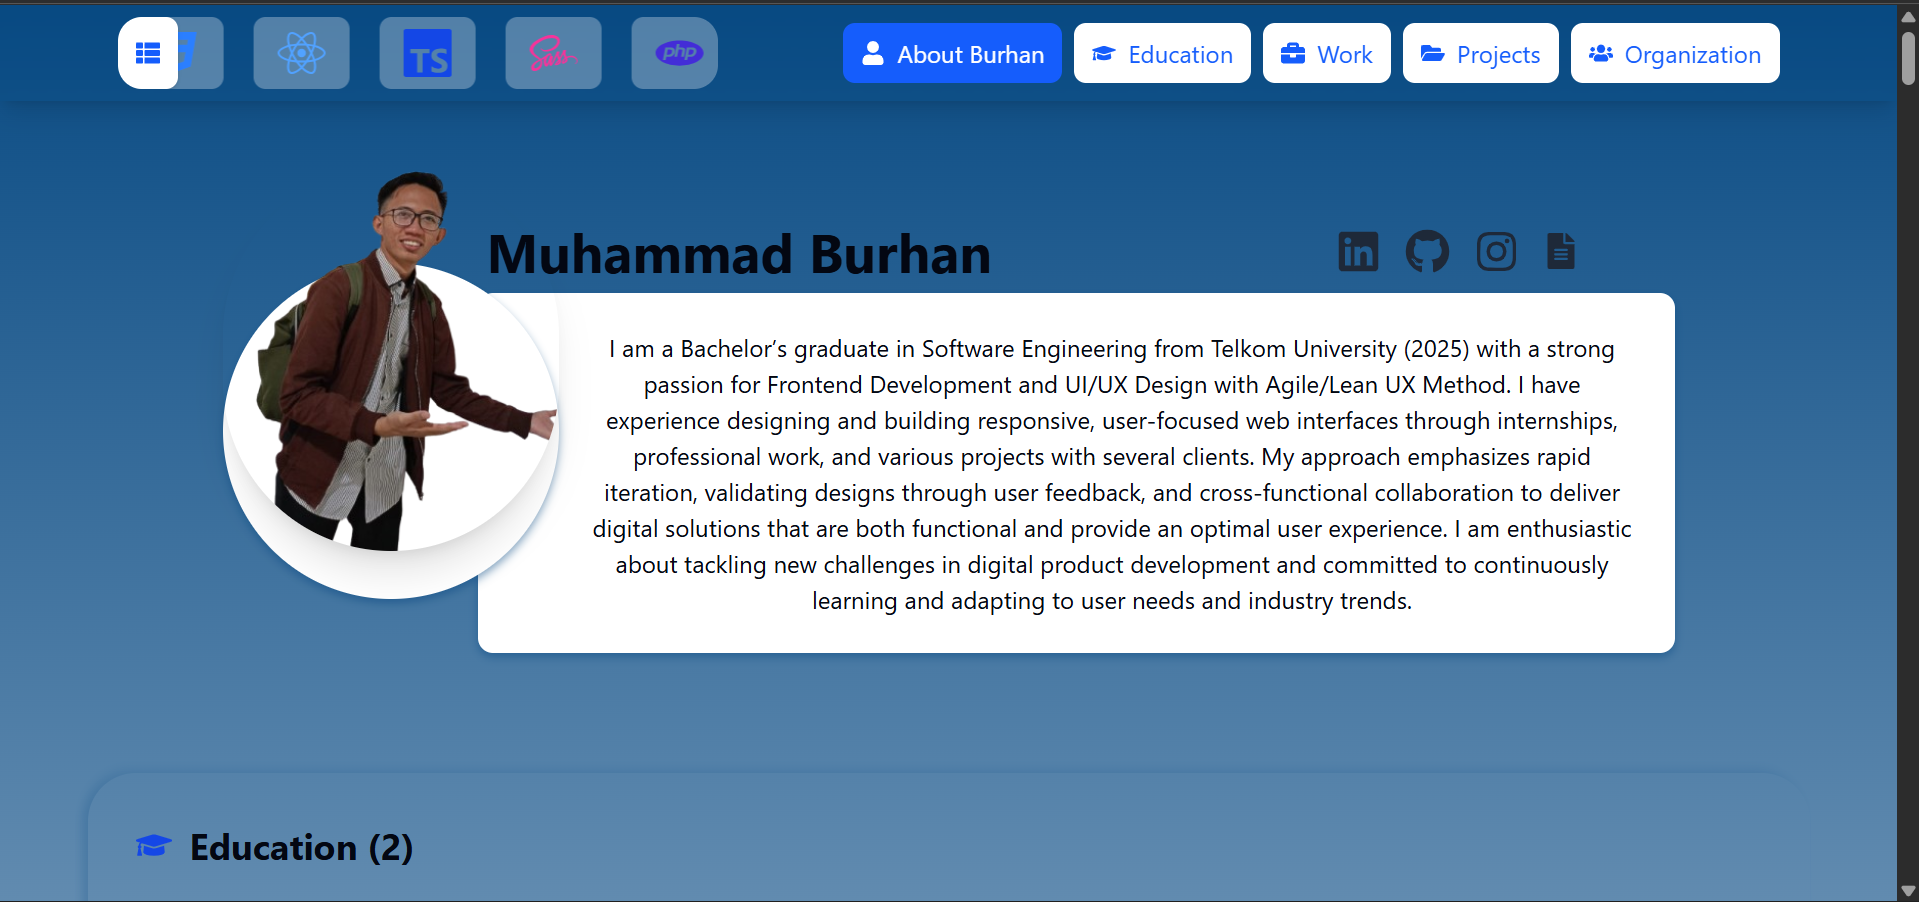 TS
Sass
php
About Burhan
Education
Work
Projects
Organization
Muhammad Burhan
in
I am a Bachelor’s graduate in Software Engineering from Telkom University (2025) with a strong
passion for Frontend Development and UI/UX Design with Agile/Lean UX Method. I have
experience designing and building responsive, user-focused web interfaces through internships,
professional work, and various projects with several clients. My approach emphasizes rapid
iteration, validating designs through user feedback, and cross-functional collaboration to deliver
digital solutions that are both functional and provide an optimal user experience. I am enthusiastic
about tackling new challenges in digital product development and committed to continuously
learning and adapting to user needs and industry trends.
Education (2)